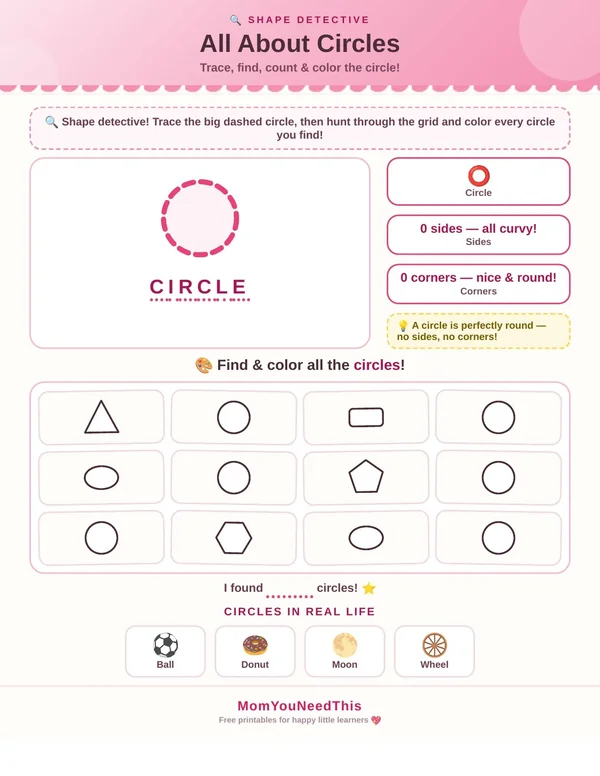 🔍 SHAPE DETECTIVE
All About Circles
Trace, find, count & color the circle!
🔍 Shape detective! Trace the big dashed circle, then hunt through the grid and color every circle
you find!
CIRCLE
⭕
Circle
0 sides — all curvy!
Sides
0 corners — nice & round!
Corners
💡 A circle is perfectly round —
no sides, no corners!
🎨 Find & color all the circles!
I found ......... circles! ⭐
CIRCLES IN REAL LIFE
Ball
Donut
Moon
Wheel
MomYouNeedThis
Free printables for happy little learners 💖